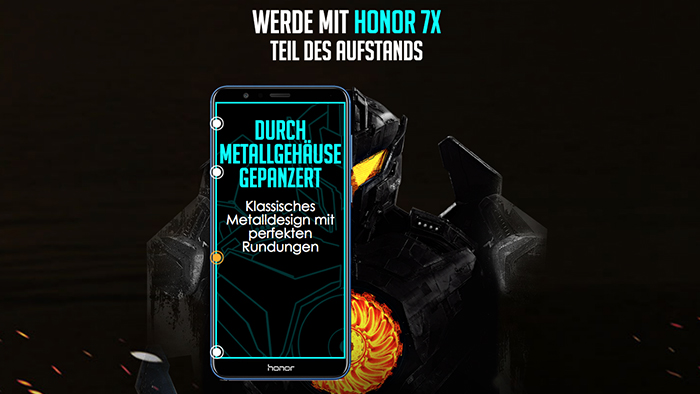 WERDE MIT HONOR 7X
TEIL DES AUFSTANDS
DURCH
METALLGEHÄUSE
GEPANZERT
Klassisches
Metalldesign mit
perfekten
Rundungen
honor